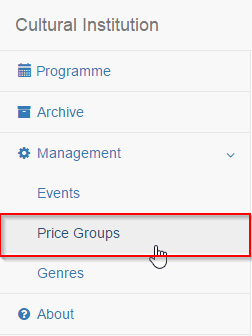 Cultural Institution
Programme
Archive
Management
Events
Price Groups
Genres
About